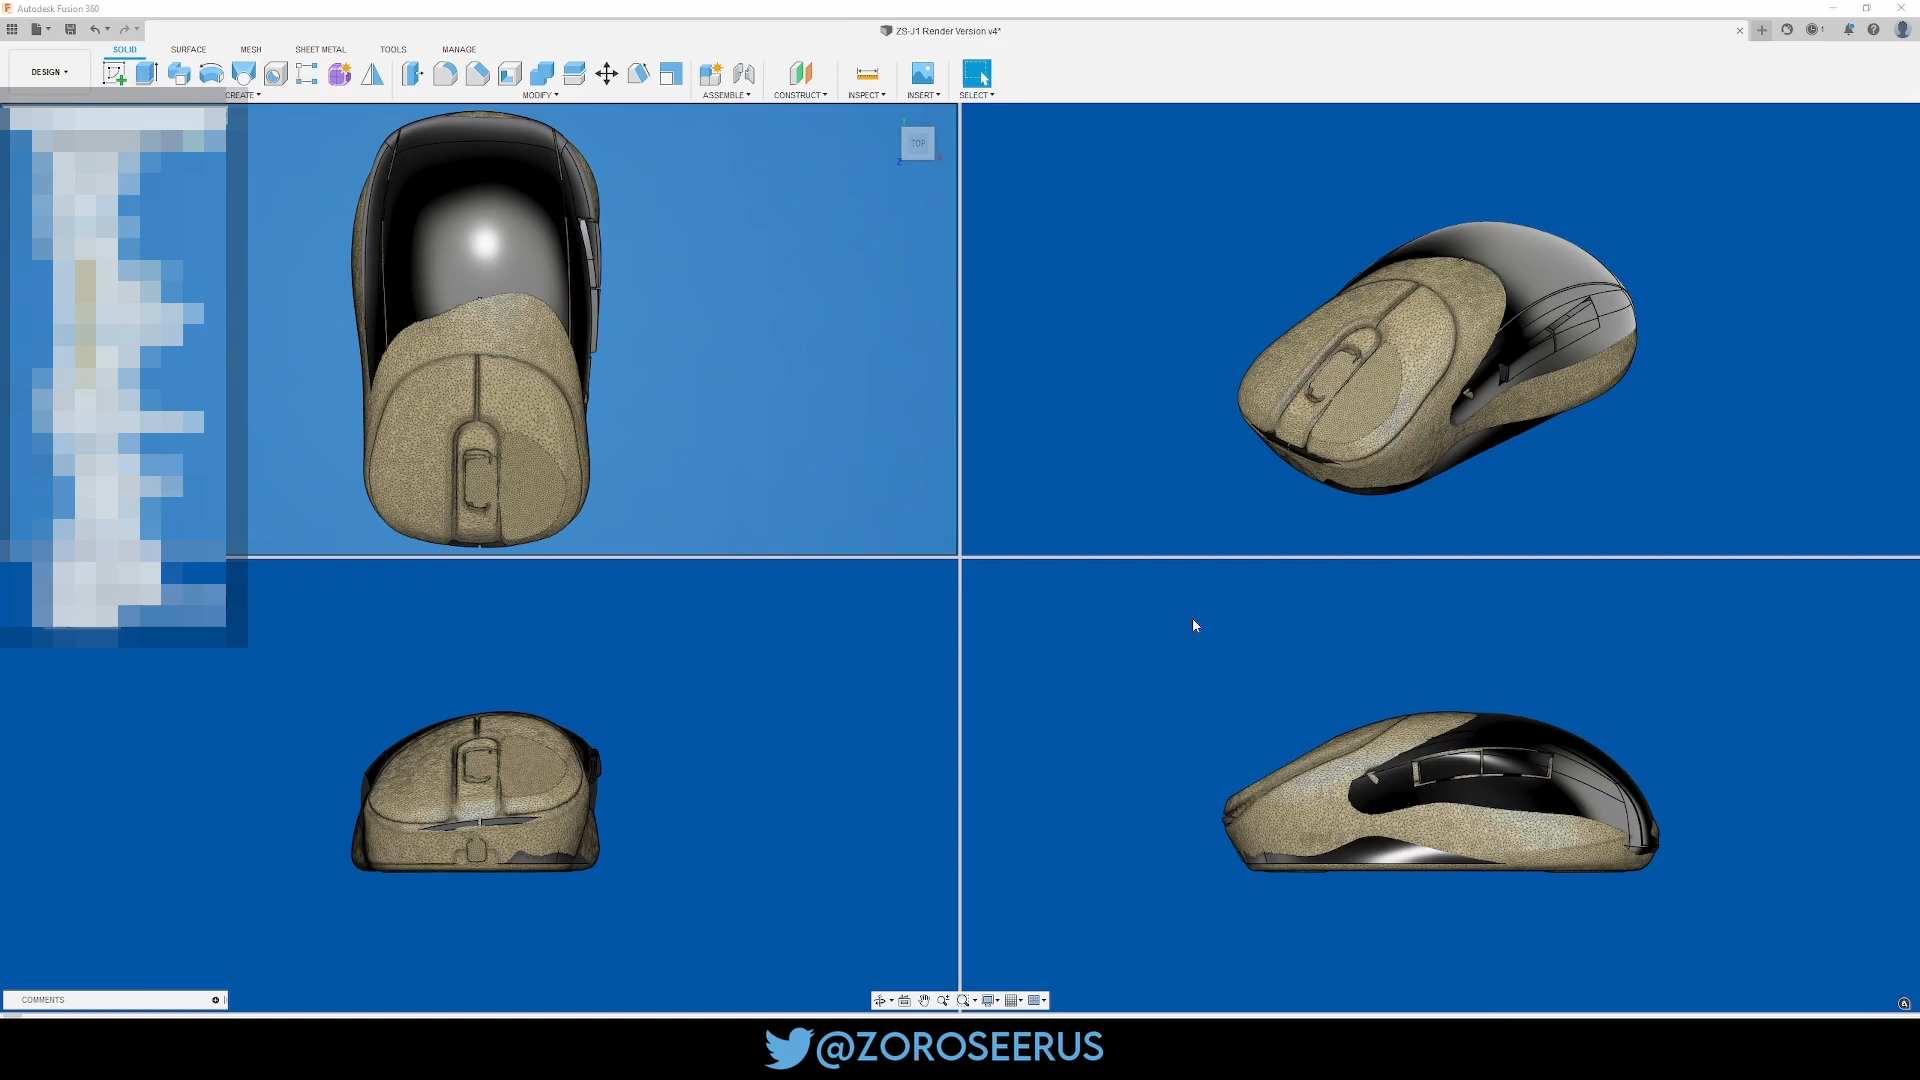 Autodesk Fusion 360
ZS-J1 Render Version v4*
1
SOLID SURFACE MESH SHEET METAL TOOLS MANAGE
DESIGN
CREATE MODIFY ASSEMBLE CONSTRUCT INSPECT INSERT SELECT
Y
TOP
Z X
COMMENTS
@ZOROSEERUS